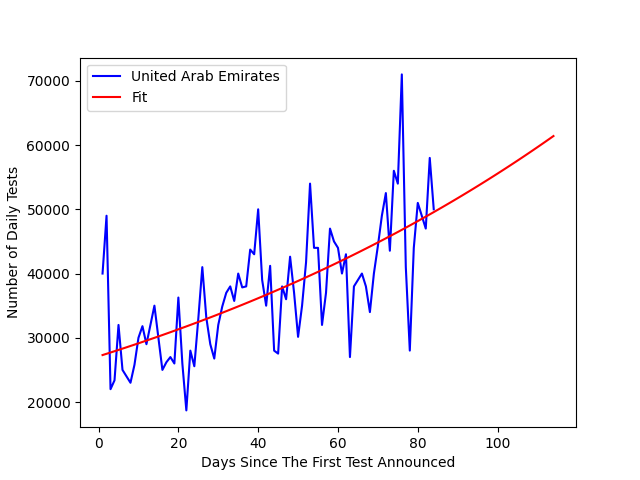 United Arab Emirates
Fit
70000
60000
50000
40000
30000
20000
Number of Daily Tests
0 20 40 60 80 100
Days Since The First Test Announced